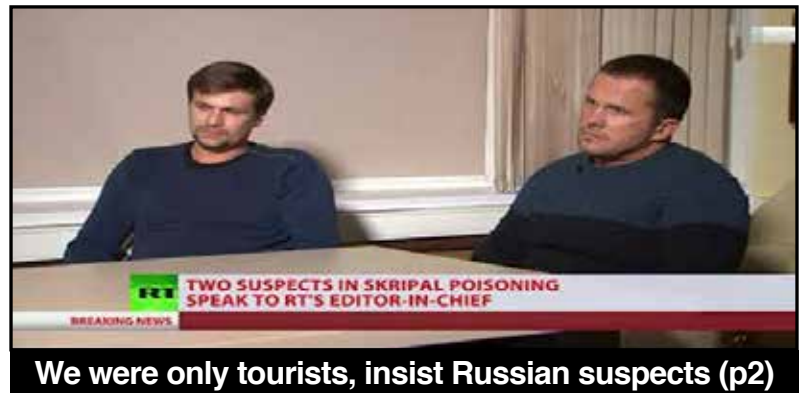 RT
TWO SUSPECTS IN SKRIPAL POISONING
SPEAK TO RT'S EDITOR-IN-CHIEF
BREAKING NEWS
We were only tourists, insist Russian suspects (p2)